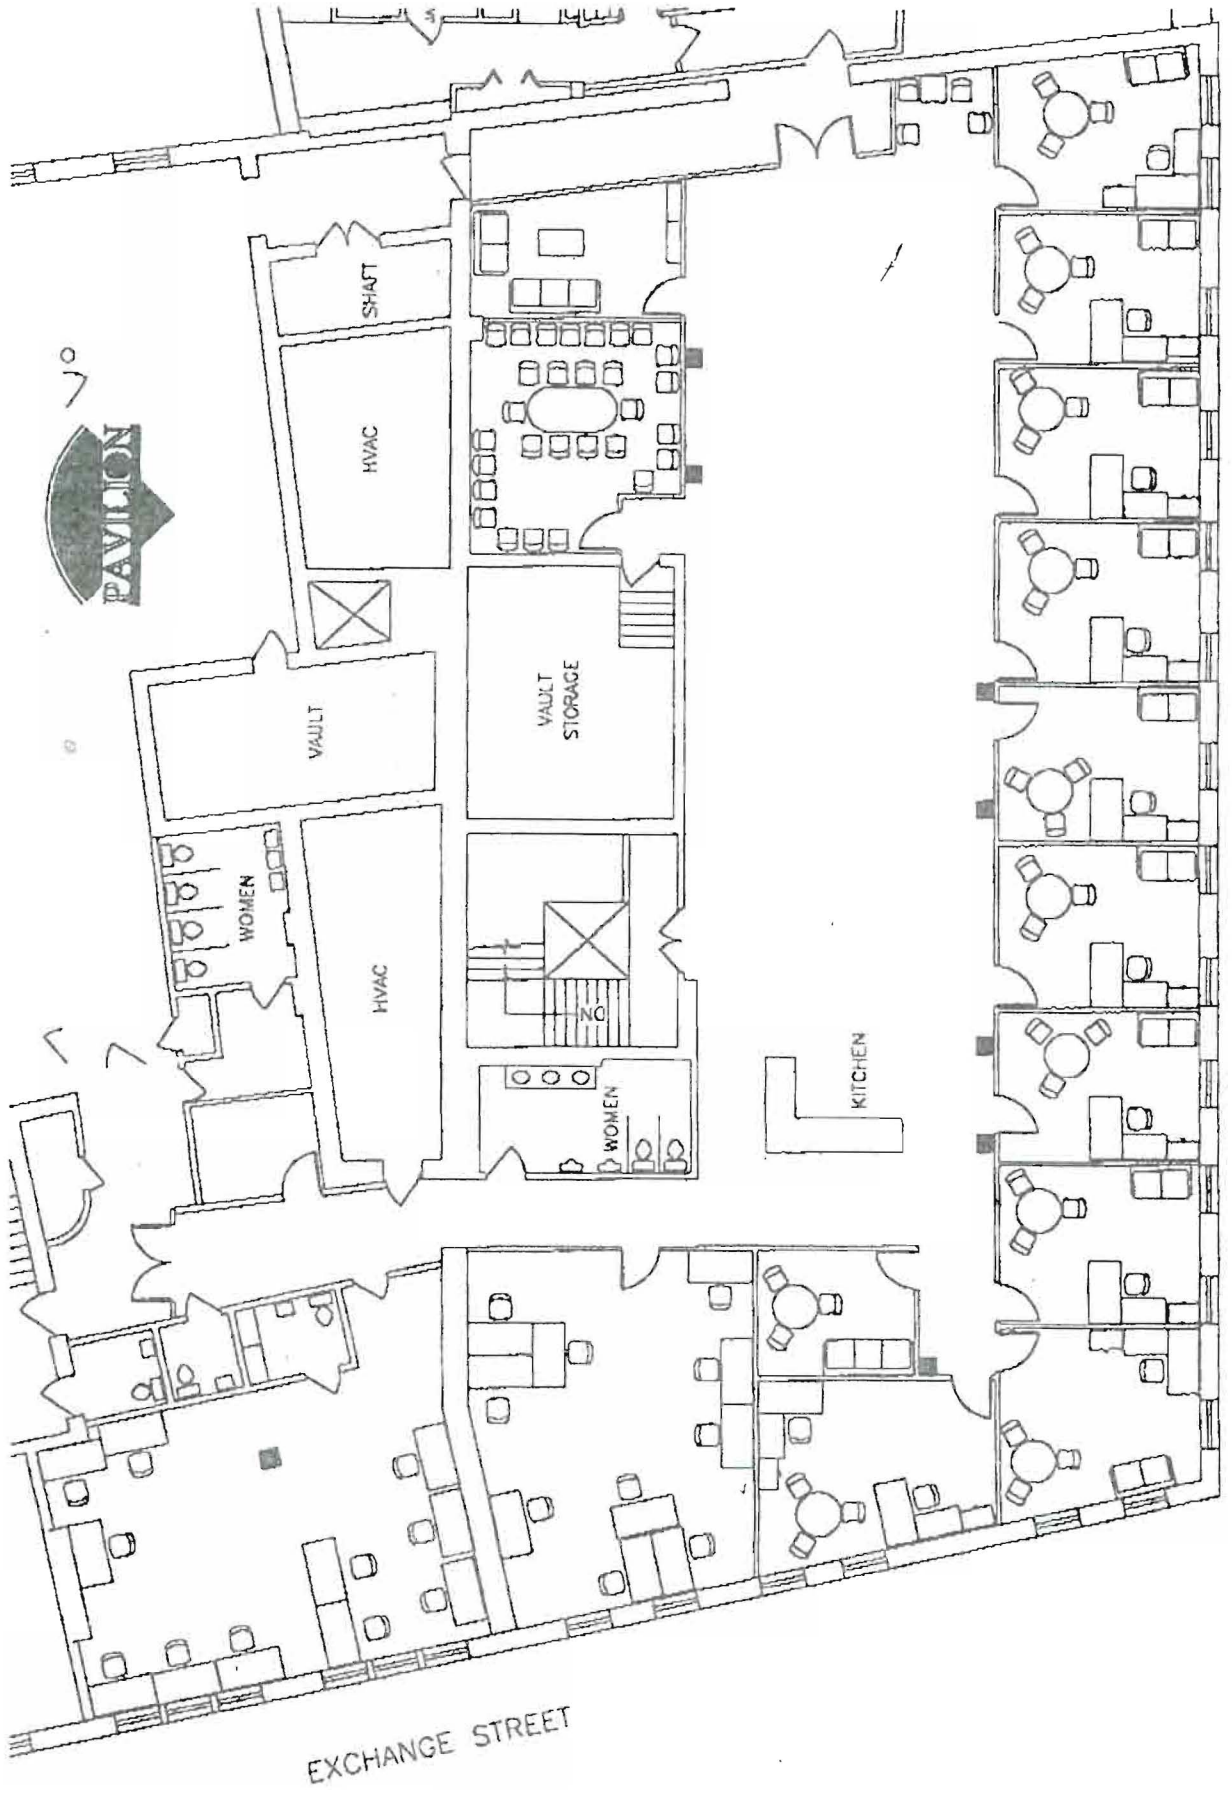 PAVILION
SHAFT
HVAC
VAULT
VAULT
STORAGE
WOMEN
HVAC
WOMEN
KITCHEN
EXCHANGE STREET